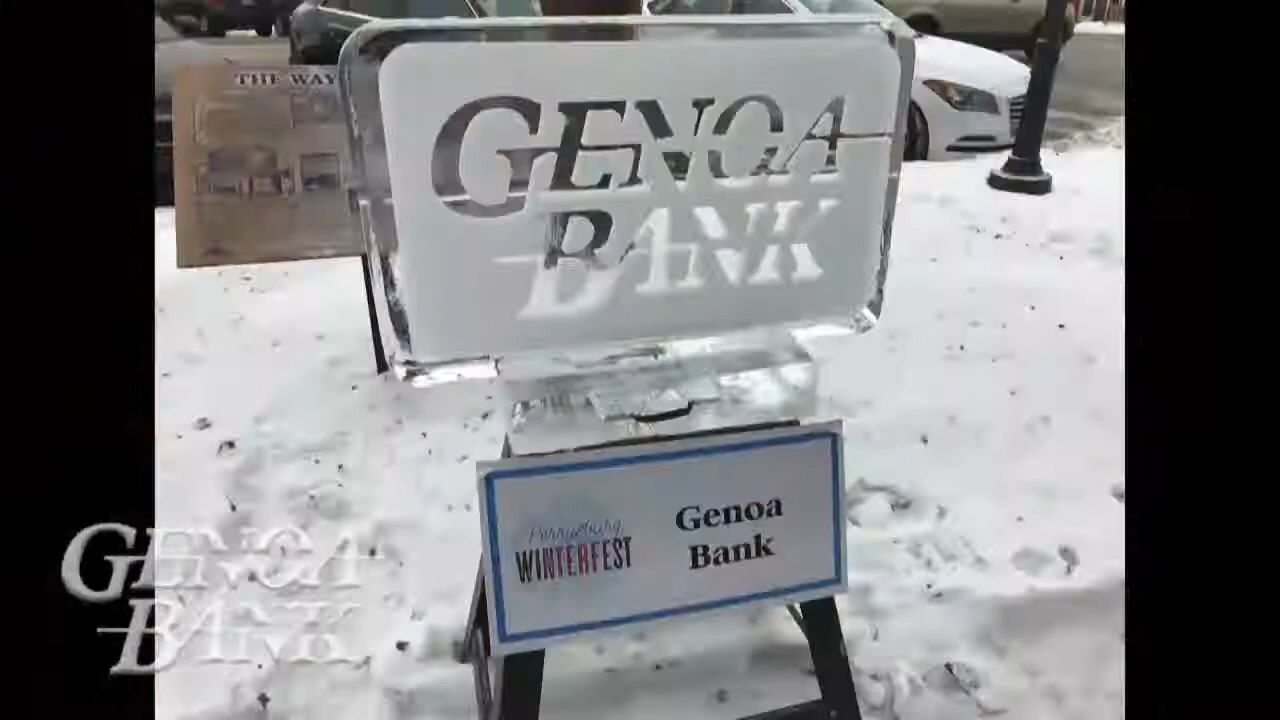 THE WAY
GENOA
BANK
Perrysburg
WINTERFEST
Genoa
Bank
GENOA
BANK